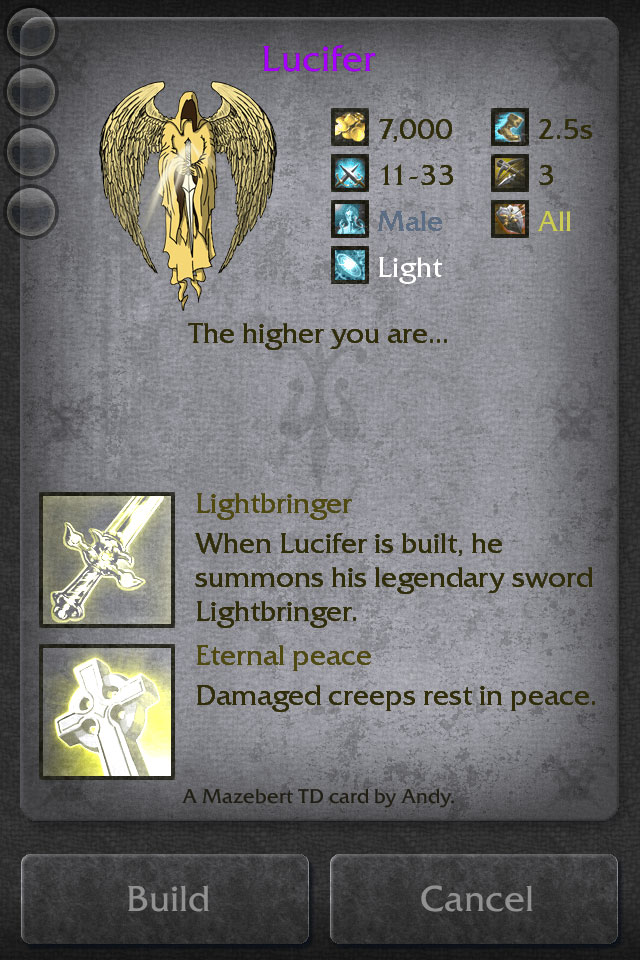 Lucifer
7,000
2.5s
11-33
3
Male
All
Light
The higher you are...
Lightbringer
When Lucifer is built, he
summons his legendary sword
Lightbringer.
Eternal peace
Damaged creeps rest in peace.
A Mazebert TD card by Andy.
Build
Cancel